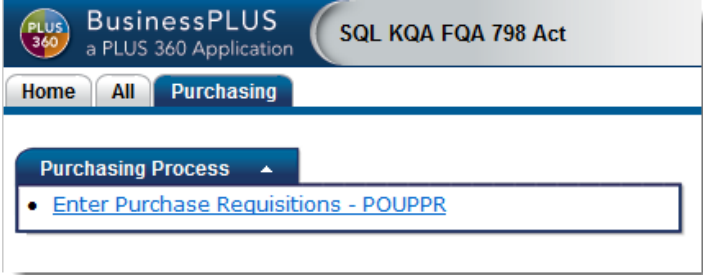 PLUS
360
BusinessPLUS
a PLUS 360 Application
SQL KQA FQA 798 Act
Home All Purchasing
Purchasing Process
• Enter Purchase Requisitions - POUPPR